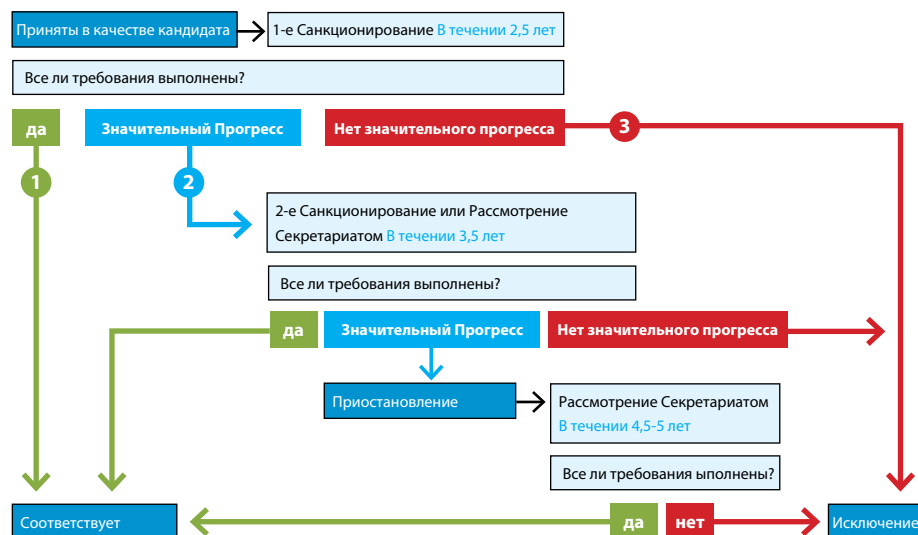 Приняты в качестве кандидата
1-е Санкционирование В течении 2,5 лет
Все ли требования выполнены?
да
Значительный Прогресс
Нет значительного прогресса
3
1
2
2-е Санкционирование или Рассмотрение
Секретариатом В течении 3,5 лет
Все ли требования выполнены?
да
Значительный Прогресс
Нет значительного прогресса
Приостановление
Рассмотрение Секретариатом
В течении 4,5-5 лет
Все ли требования ыполнены?
Соответствует
да
нет
Исключение